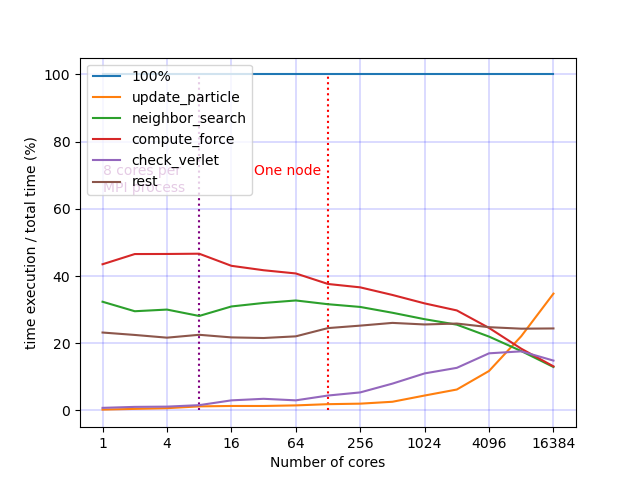 100%
update_particle
neighbor_search
compute_force
check_verlet
rest
8 cores per
MPI process
One node
time execution / total time (%)
100
80
60
40
20
0
1 4 16 64 256 1024 4096 16384
Number of cores